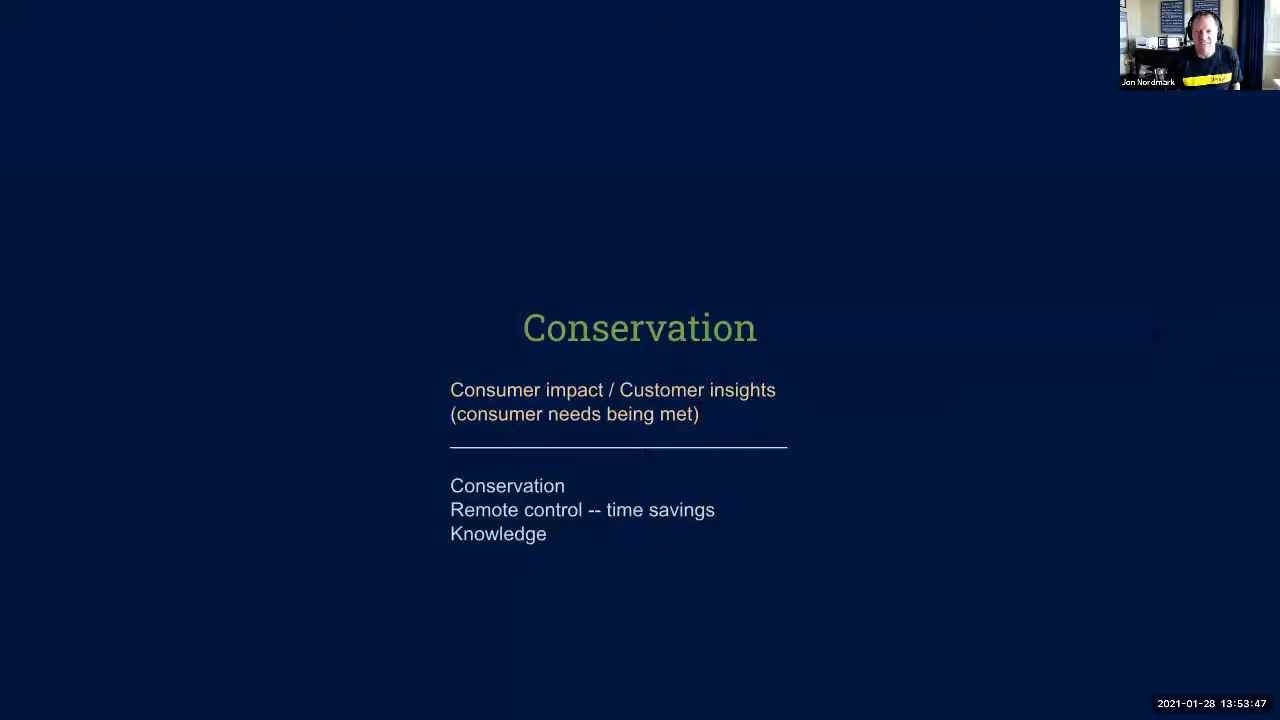 Jon Nordmark
Conservation
Consumer impact / Customer insights
(consumer needs being met)
Conservation
Remote control -- time savings
Knowledge
2021-01-28 13:53:47